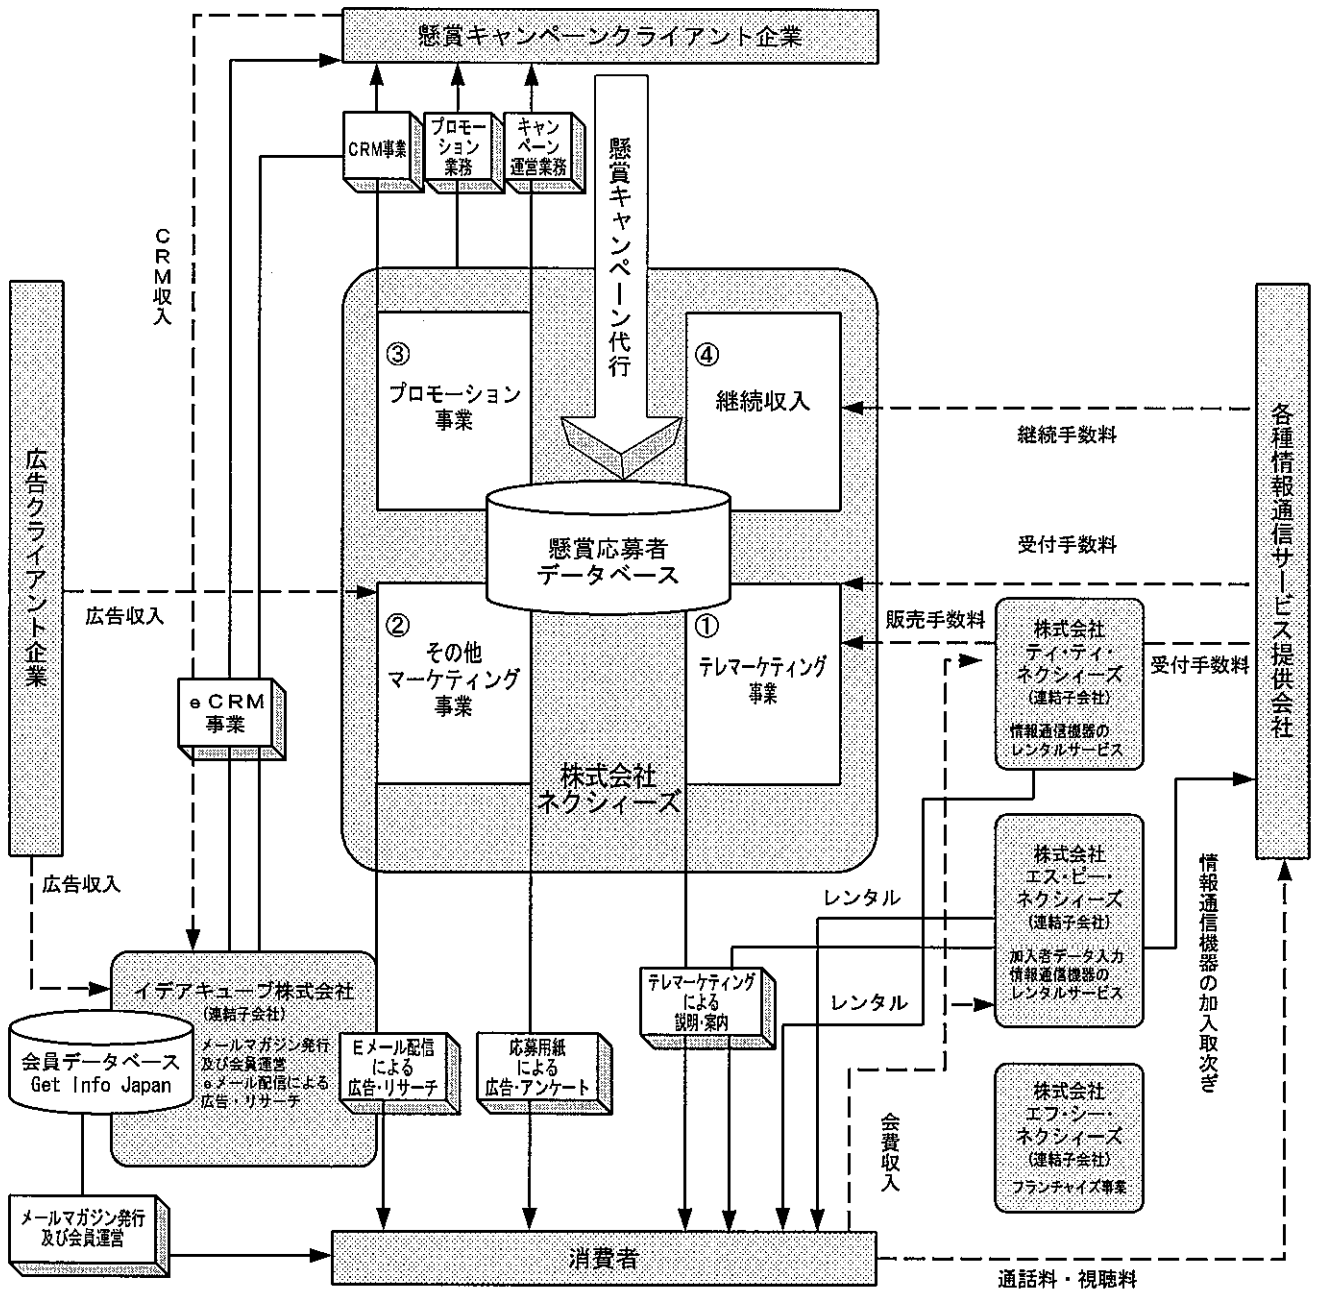 懸賞キャンペーンクライアント企業
CRM事業
プロモー
ション
業務
キャン
ペーン
運営業務
懸賞キャンペーン代行
CRM収入
広告クライアント企業
各種情報通信サービス提供会社
③
プロモーション
事業
④
継続収入
継続手数料
懸賞応募者
データベース
受付手数料
広告収入
②
その他
マーケティング
事業
①
テレマーケティング
事業
販売手数料
受付手数料
株式会社
ティ・ティ・
ネクシィーズ
(連結子会社)
情報通信機器の
レンタルサービス
eCRM
事業
株式会社
ネクシィーズ
広告収入
レンタル
株式会社
エス・ピー・
ネクシィーズ
(連結子会社)
加入者データ入力
情報通信機器の
レンタルサービス
情報通信機器の加入取次ぎ
イデアキューブ株式会社
(連結子会社)
メールマガジン発行
及び会員運営
eメール配信による
広告・リサーチ
会員データベース
Get Info Japan
Eメール配信
による
広告・リサーチ
応募用紙
による
広告・アンケート
テレマーケティング
による
説明・案内
レンタル
会費収入
株式会社
エフ・シー・
ネクシィーズ
(連結子会社)
フランチャイズ事業
メールマガジン発行
及び会員運営
消費者
通話料・視聴料